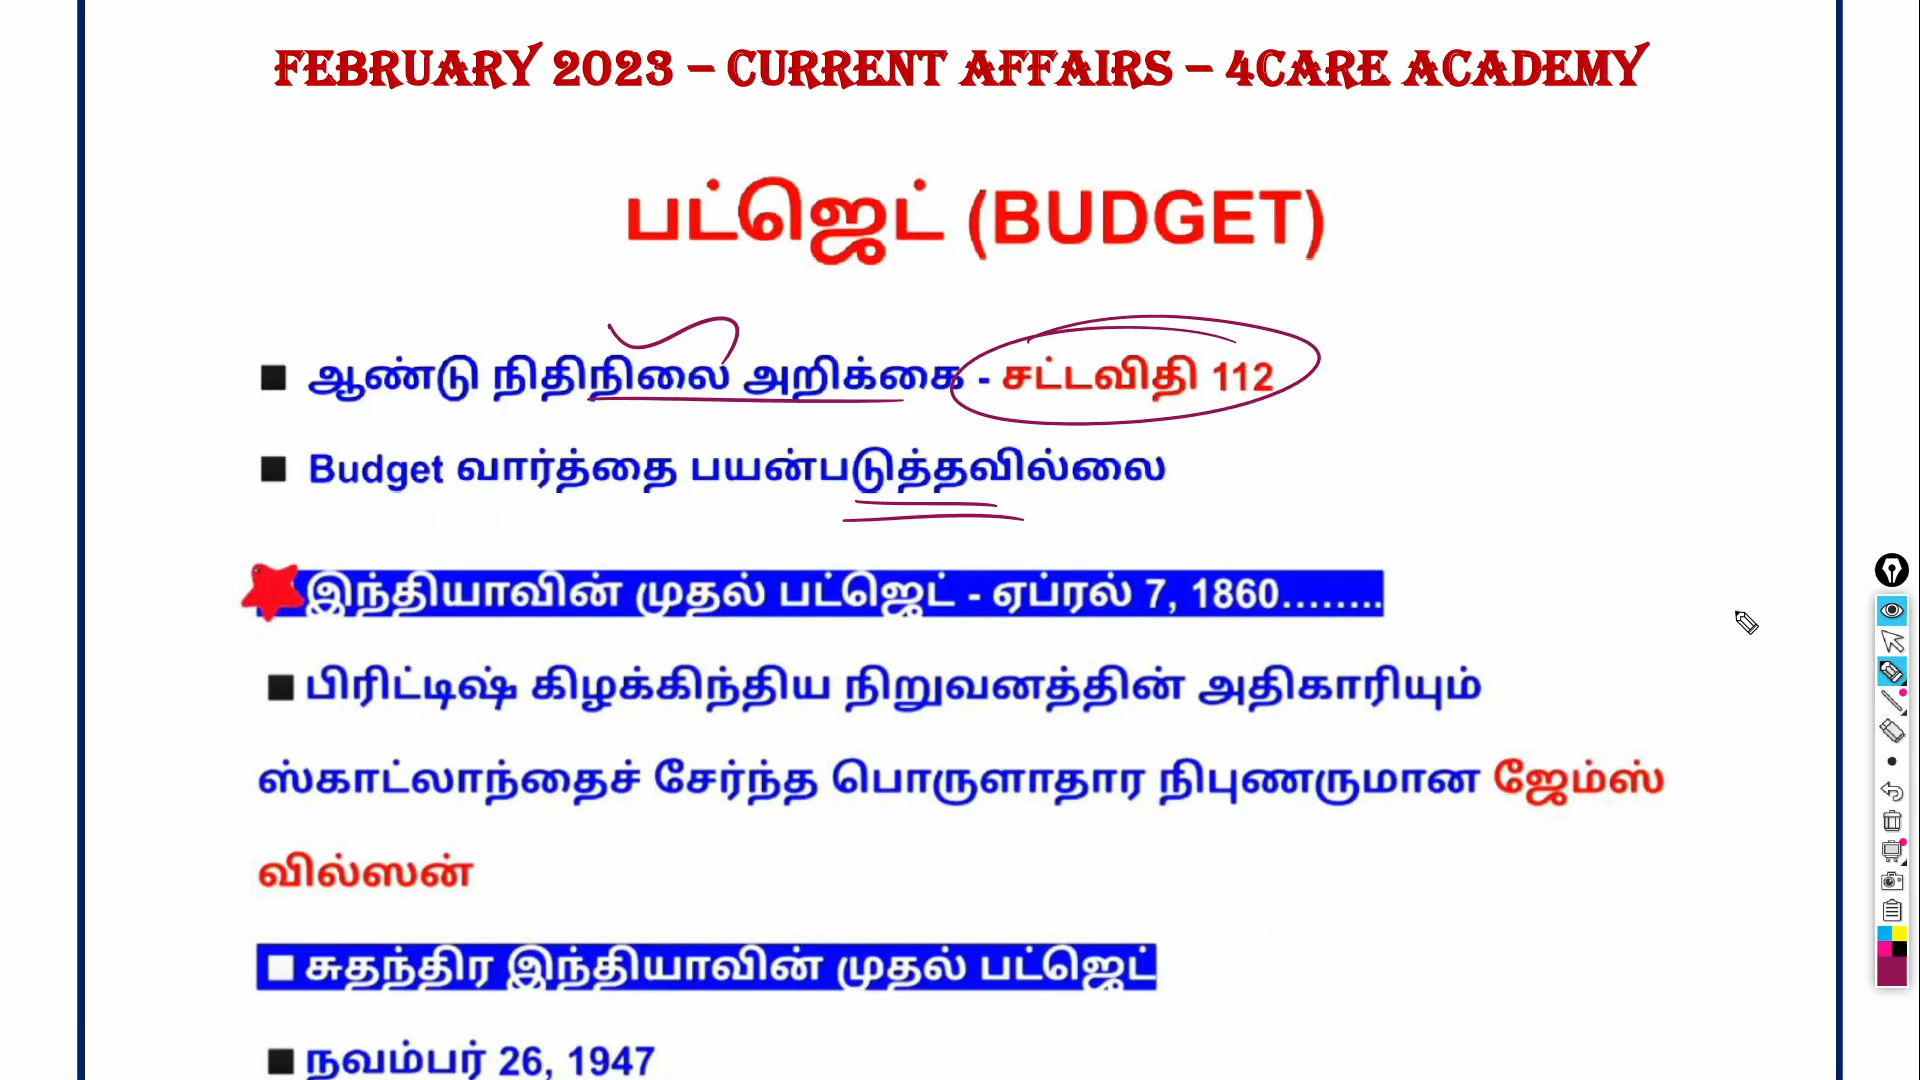 FEBRUARY 2023 – CURRENT AFFAIRS – 4CARE ACADEMY
பட்ஜெட் (BUDGET)
ஆண்டு நிதிநிலை அறிக்கை - சட்டவிதி 112
Budget வார்த்தை பயன்படுத்தவில்லை
இந்தியாவின் முதல் பட்ஜெட் - ஏப்ரல் 7, 1860........
பிரிட்டிஷ் கிழக்கிந்திய நிறுவனத்தின் அதிகாரியும்
ஸ்காட்லாந்தைச் சேர்ந்த பொருளாதார நிபுணருமான ஜேம்ஸ்
வில்ஸன்
சுதந்திர இந்தியாவின் முதல் பட்ஜெட்
நவம்பர் 26, 1947